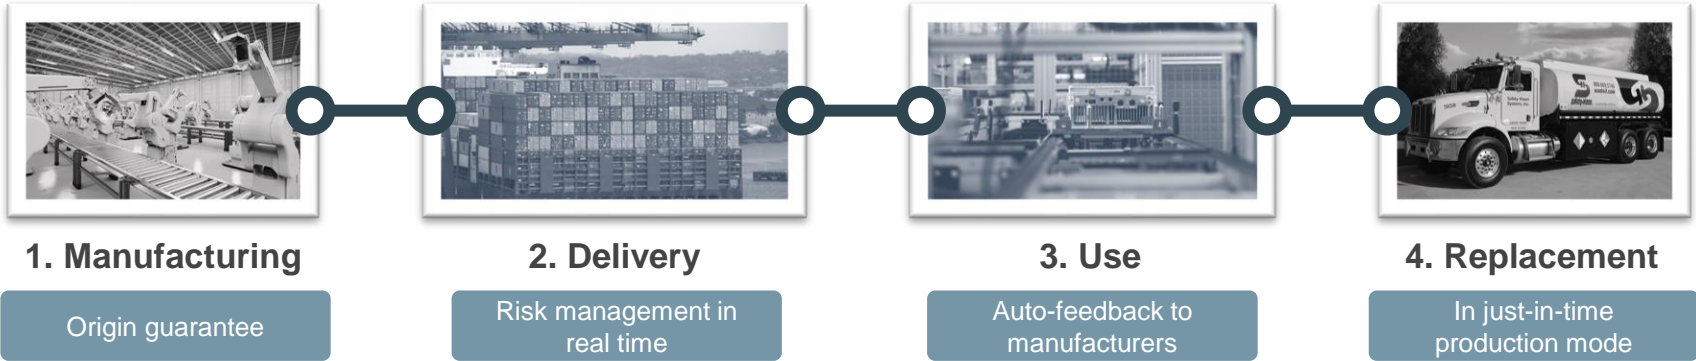 1. Manufacturing
Origin guarantee
2. Delivery
Risk management in
real time
3. Use
Auto-feedback to
manufacturers
4. Replacement
In just-in-time
production mode